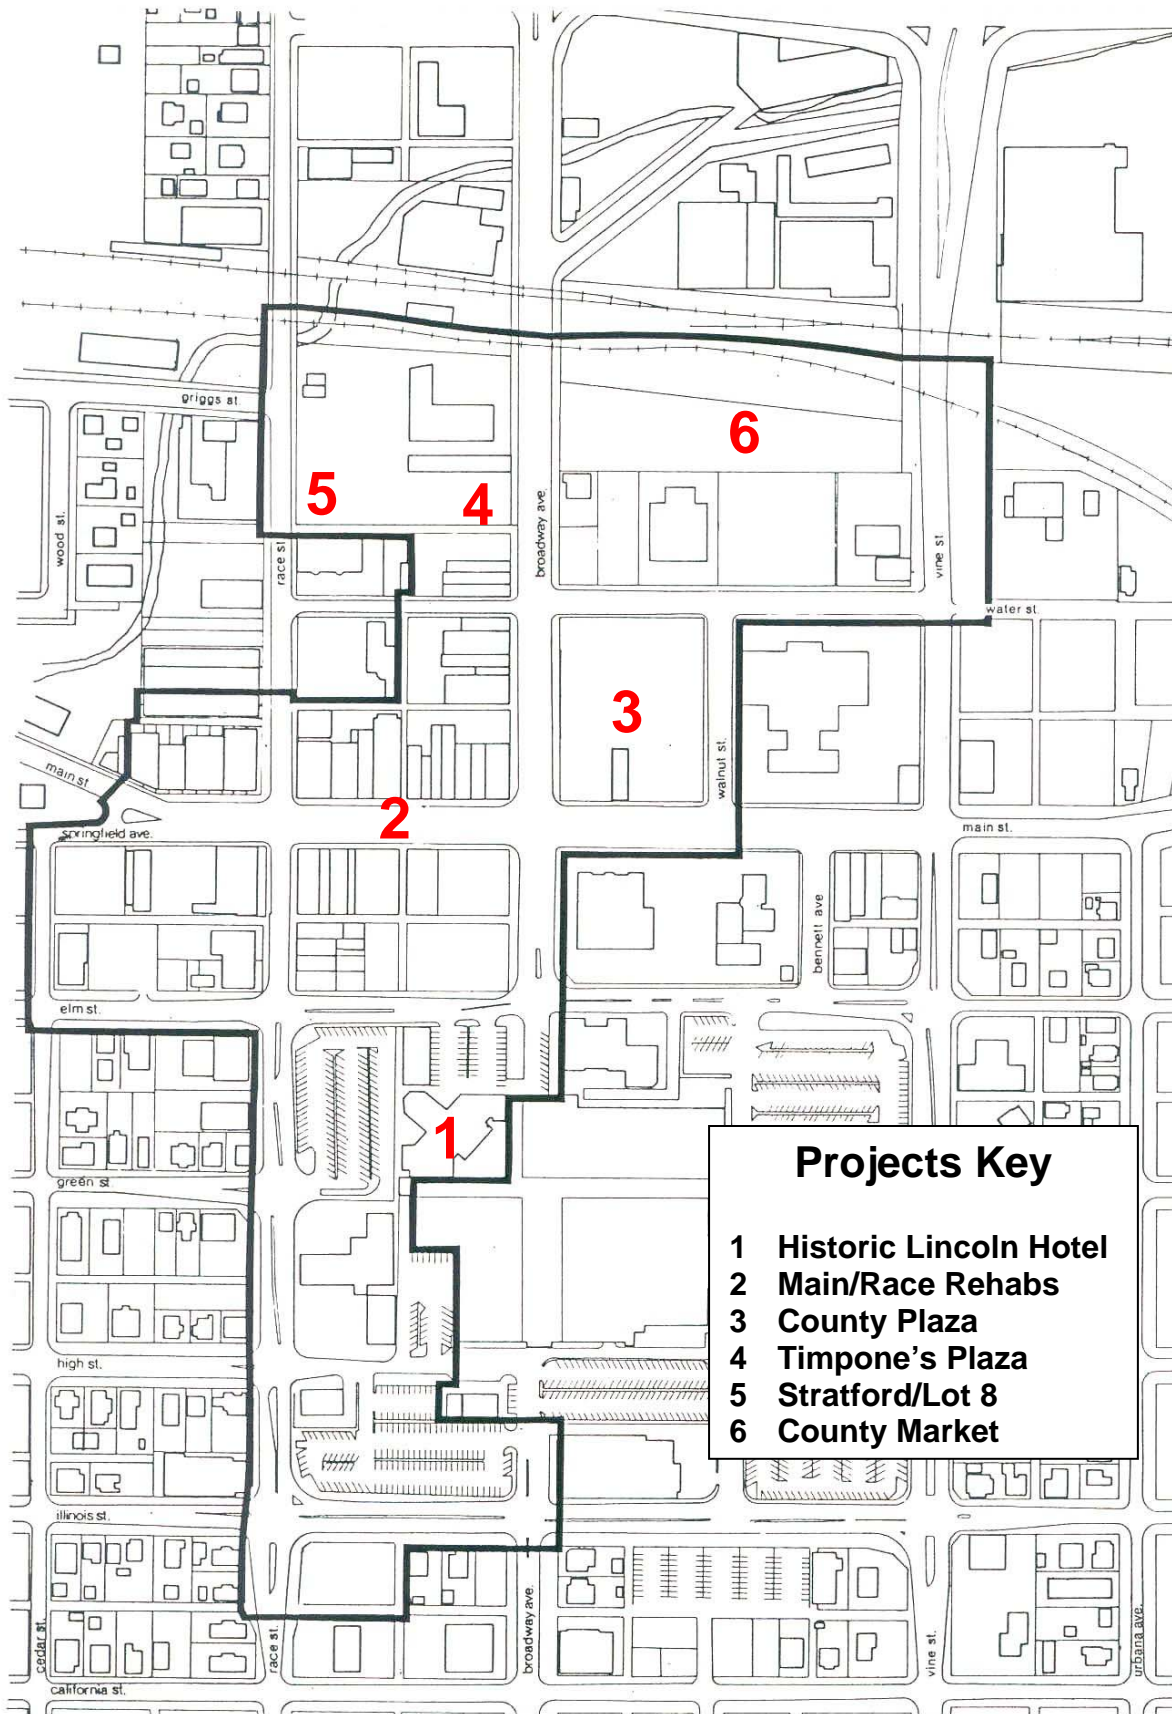 griggs st.
6
5
4
wood st.
race st
broadway ave.
vine st.
water st.
3
walnut st.
main st
2
springfield ave.
main st.
bennett ave
elm st.
1
green st
Projects Key
1 Historic Lincoln Hotel
2 Main/Race Rehabs
3 County Plaza
4 Timpone's Plaza
5 Stratford/Lot 8
6 County Market
high st.
illinois st.
cedar st.
race st.
broadway ave.
vine st.
urbana ave.
california st.